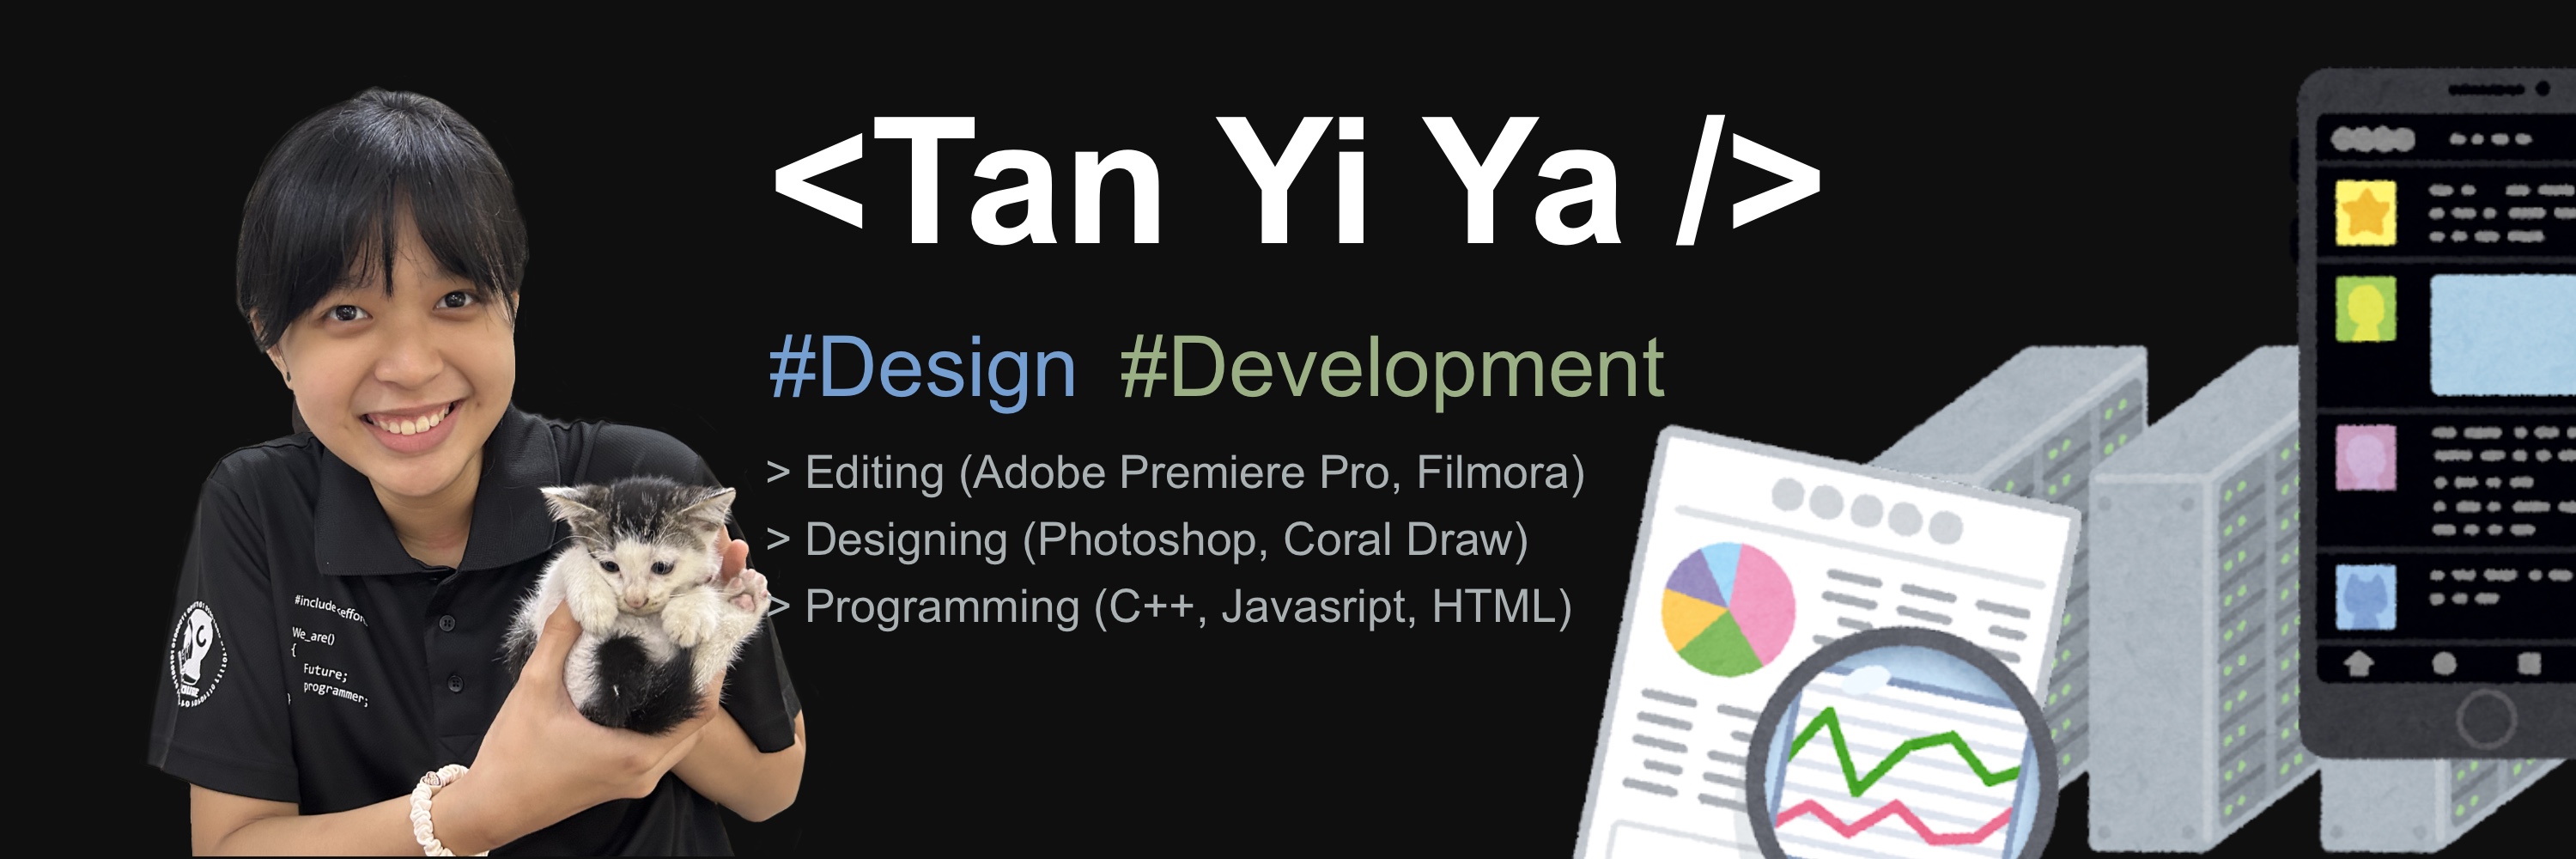 <Tan Yi Ya />
#Design #Development
> Editing (Adobe Premiere Pro, Filmora)
> Designing (Photoshop, Coral Draw)
> Programming (C++, Javasript, HTML)
#include<effor
We_are()
{
Future;
programmer;
}